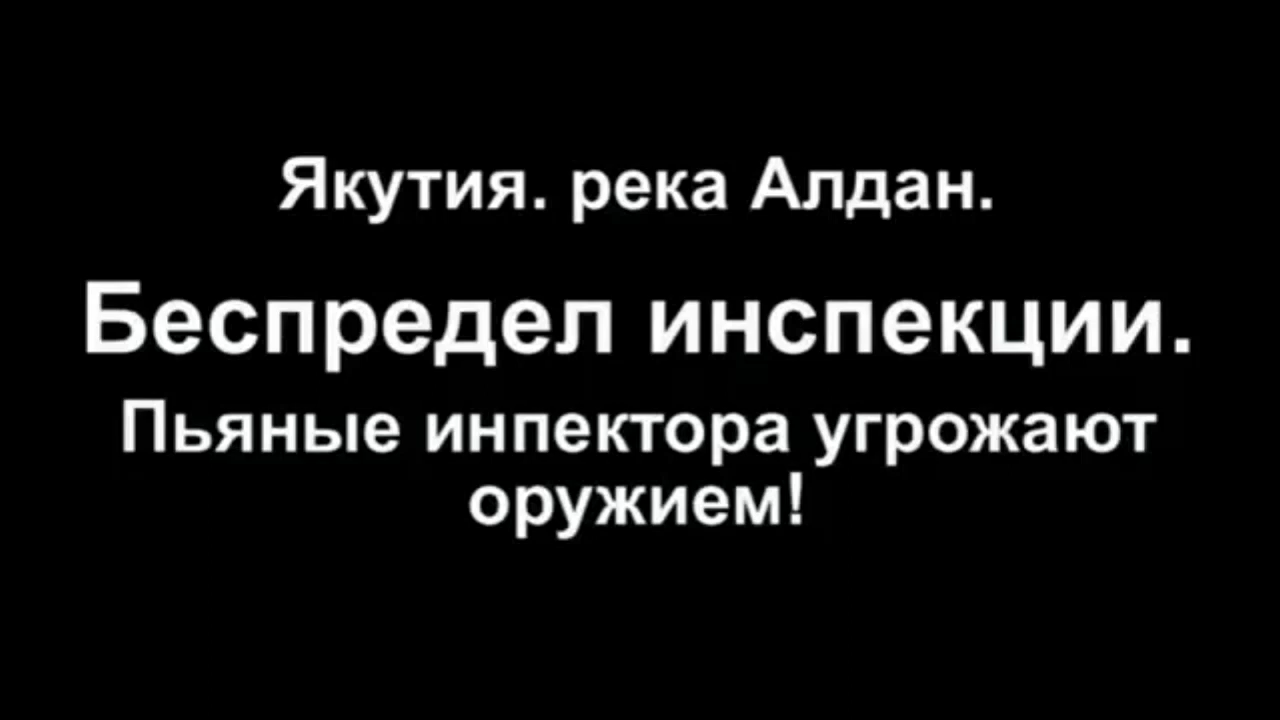 Якутия. река Алдан.
Беспредел инспекции.
Пьяные инпектора угрожают
оружием!